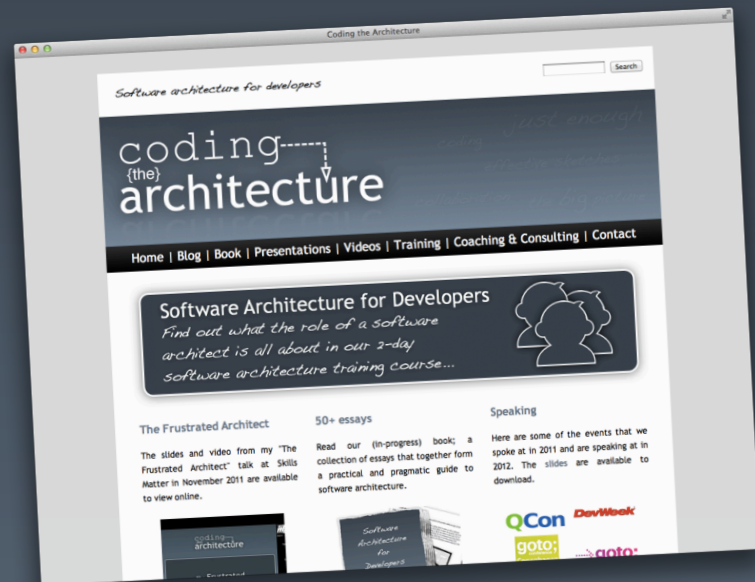 Coding the Architecture
Software architecture for developers
Search
just enough
coding
coding
{the}
architecture
Home | Blog | Book | Presentations | Videos | Training | Coaching & Consulting | Contact
Software Architecture for Developers
Find out what the role of a software
architect is all about in our 2-day
software architecture training course...
The Frustrated Architect
The slides and video from my "The
Frustrated Architect" talk at Skills
Matter in November 2011 are available
to view online.
50+ essays
Read our (in-progress) book; a
collection of essays that together form
a practical and pragmatic guide to
software architecture.
Speaking
Here are some of the events that we
spoke at in 2011 and are speaking at in
2012. The slides are available to
download.
coding
architecture
Frustrated
Software
Architecture
for
Developers
QCon
DevWeek
goto;
goto;